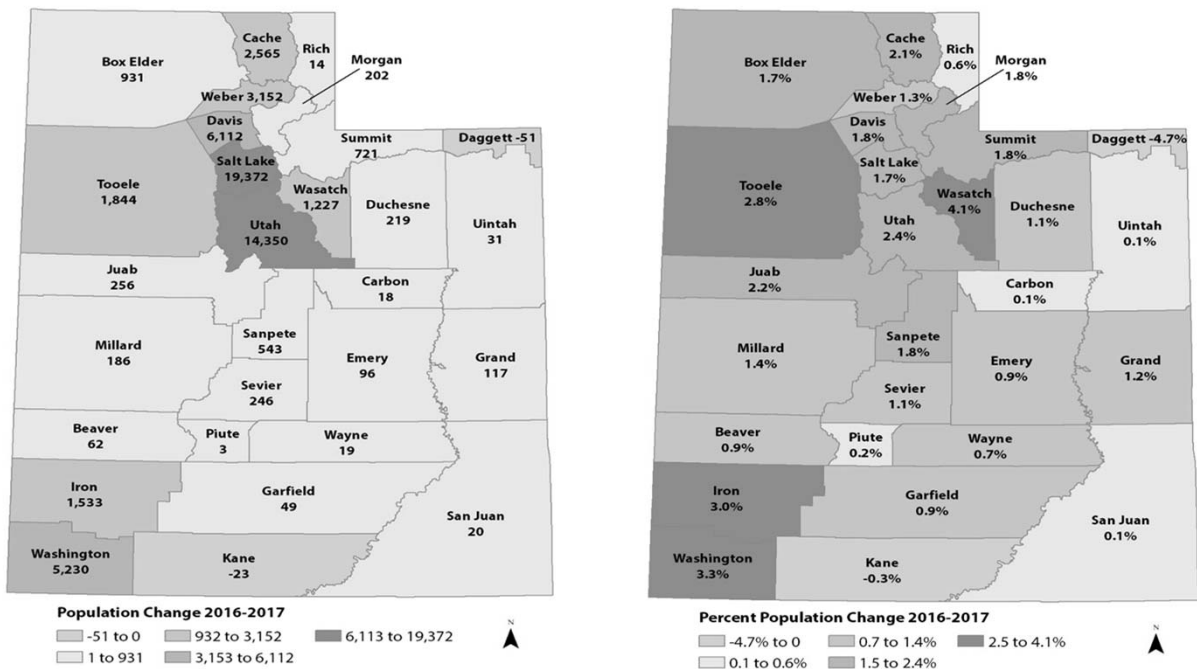 Cache
2,565
Rich
14
Box Elder
931
Morgan
202
Weber 3,152
Davis
6,112
Summit
721
Daggett -51
Salt Lake
19,372
Tooele
1,844
Wasatch
1,227
Duchesne
219
Uintah
31
Utah
14,350
Juab
256
Carbon
18
Sanpete
543
Millard
186
Emery
96
Grand
117
Sevier
246
Beaver
62
Piute
3
Wayne
19
Iron
1,533
Garfield
49
San Juan
20
Washington
5,230
Kane
-23
Population Change 2016-2017
-51 to 0
932 to 3,152
6,113 to 19,372
1 to 931
3,153 to 6,112
N
Cache
2.1%
Rich
0.6%
Box Elder
1.7%
Morgan
1.8%
Weber 1.3%
Davis
1.8%
Summit
1.8%
Daggett -4.7%
Salt Lake
1.7%
Tooele
2.8%
Wasatch
4.1%
Duchesne
1.1%
Uintah
0.1%
Utah
2.4%
Juab
2.2%
Carbon
0.1%
Sanpete
1.8%
Millard
1.4%
Emery
0.9%
Grand
1.2%
Sevier
1.1%
Beaver
0.9%
Piute
0.2%
Wayne
0.7%
Iron
3.0%
Garfield
0.9%
San Juan
0.1%
Washington
3.3%
Kane
-0.3%
Percent Population Change 2016-2017
-4.7% to 0
0.7 to 1.4%
2.5 to 4.1%
0.1 to 0.6%
1.5 to 2.4%
N